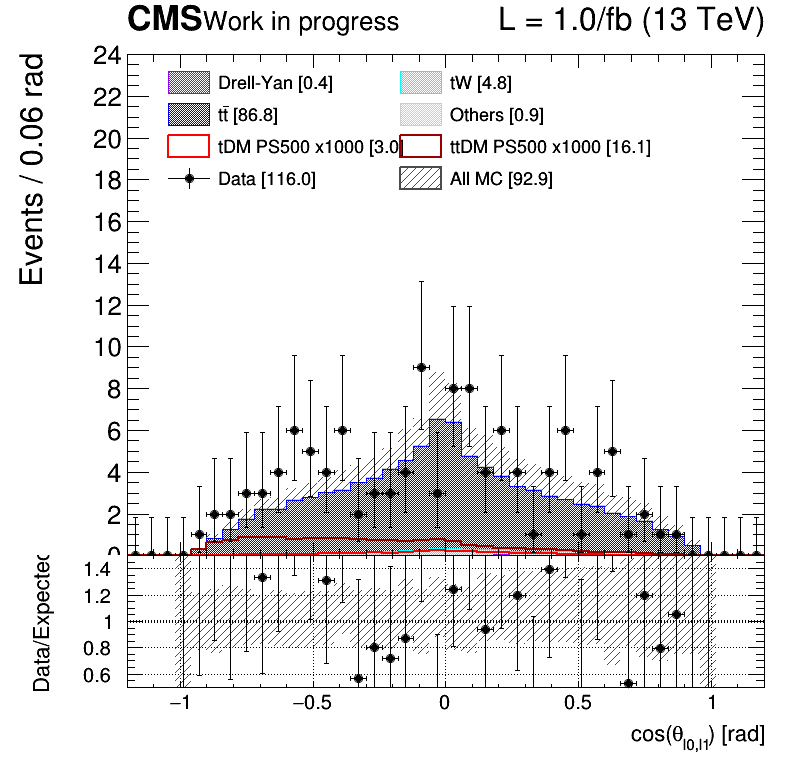 CMS Work in progress L = 1.0/fb (13 TeV)
Events / 0.06 rad
24
22
20
18
16
14
12
10
8
6
4
2
0
Drell-Yan [0.4] tW [4.8]
tt̄ [86.8] Others [0.9]
tDM PS500 x1000 [3.0 ttDM PS500 x1000 [16.1]
Data [116.0] All MC [92.9]
Data/Expected
1.4
1.2
1
0.8
0.6
−1 −0.5 0 0.5 1
cos(θl0,l1) [rad]